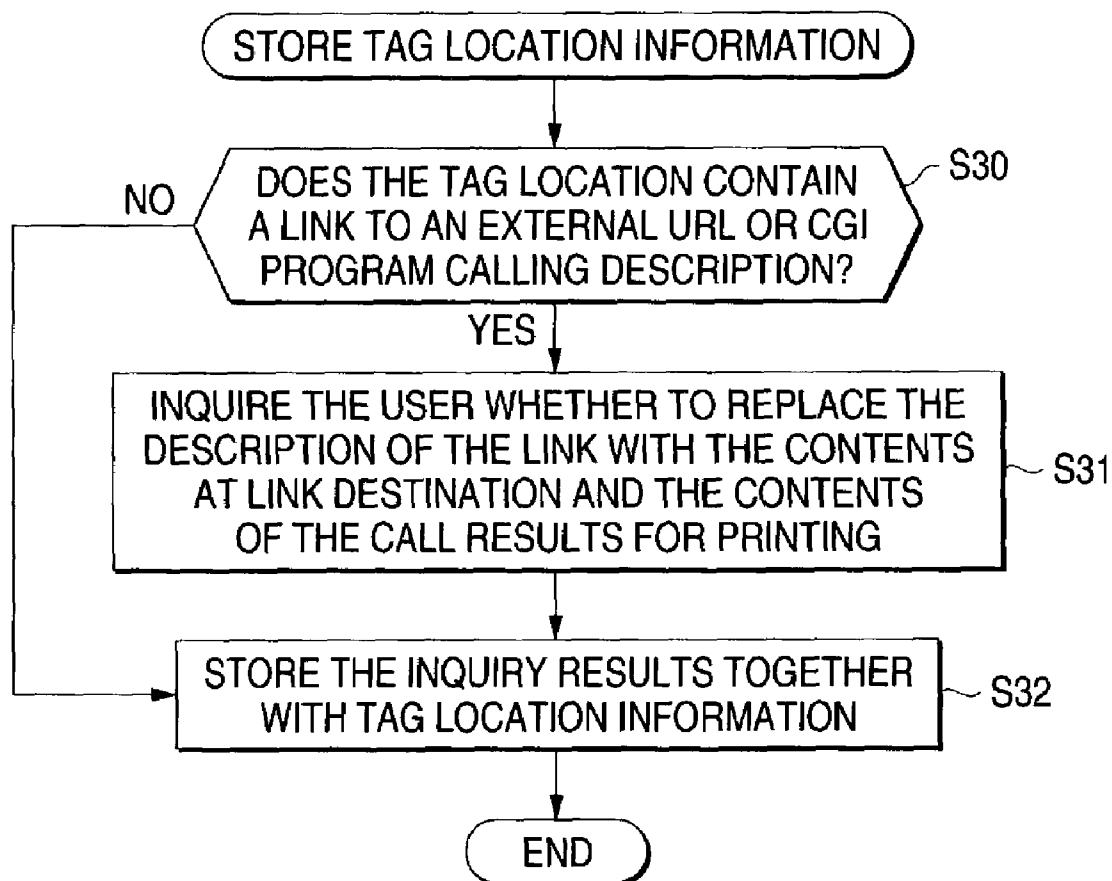 STORE TAG LOCATION INFORMATION
DOES THE TAG LOCATION CONTAIN
A LINK TO AN EXTERNAL URL OR CGI
PROGRAM CALLING DESCRIPTION?
S30
NO
YES
INQUIRE THE USER WHETHER TO REPLACE THE
DESCRIPTION OF THE LINK WITH THE CONTENTS
AT LINK DESTINATION AND THE CONTENTS
OF THE CALL RESULTS FOR PRINTING
S31
STORE THE INQUIRY RESULTS TOGETHER
WITH TAG LOCATION INFORMATION
S32
END